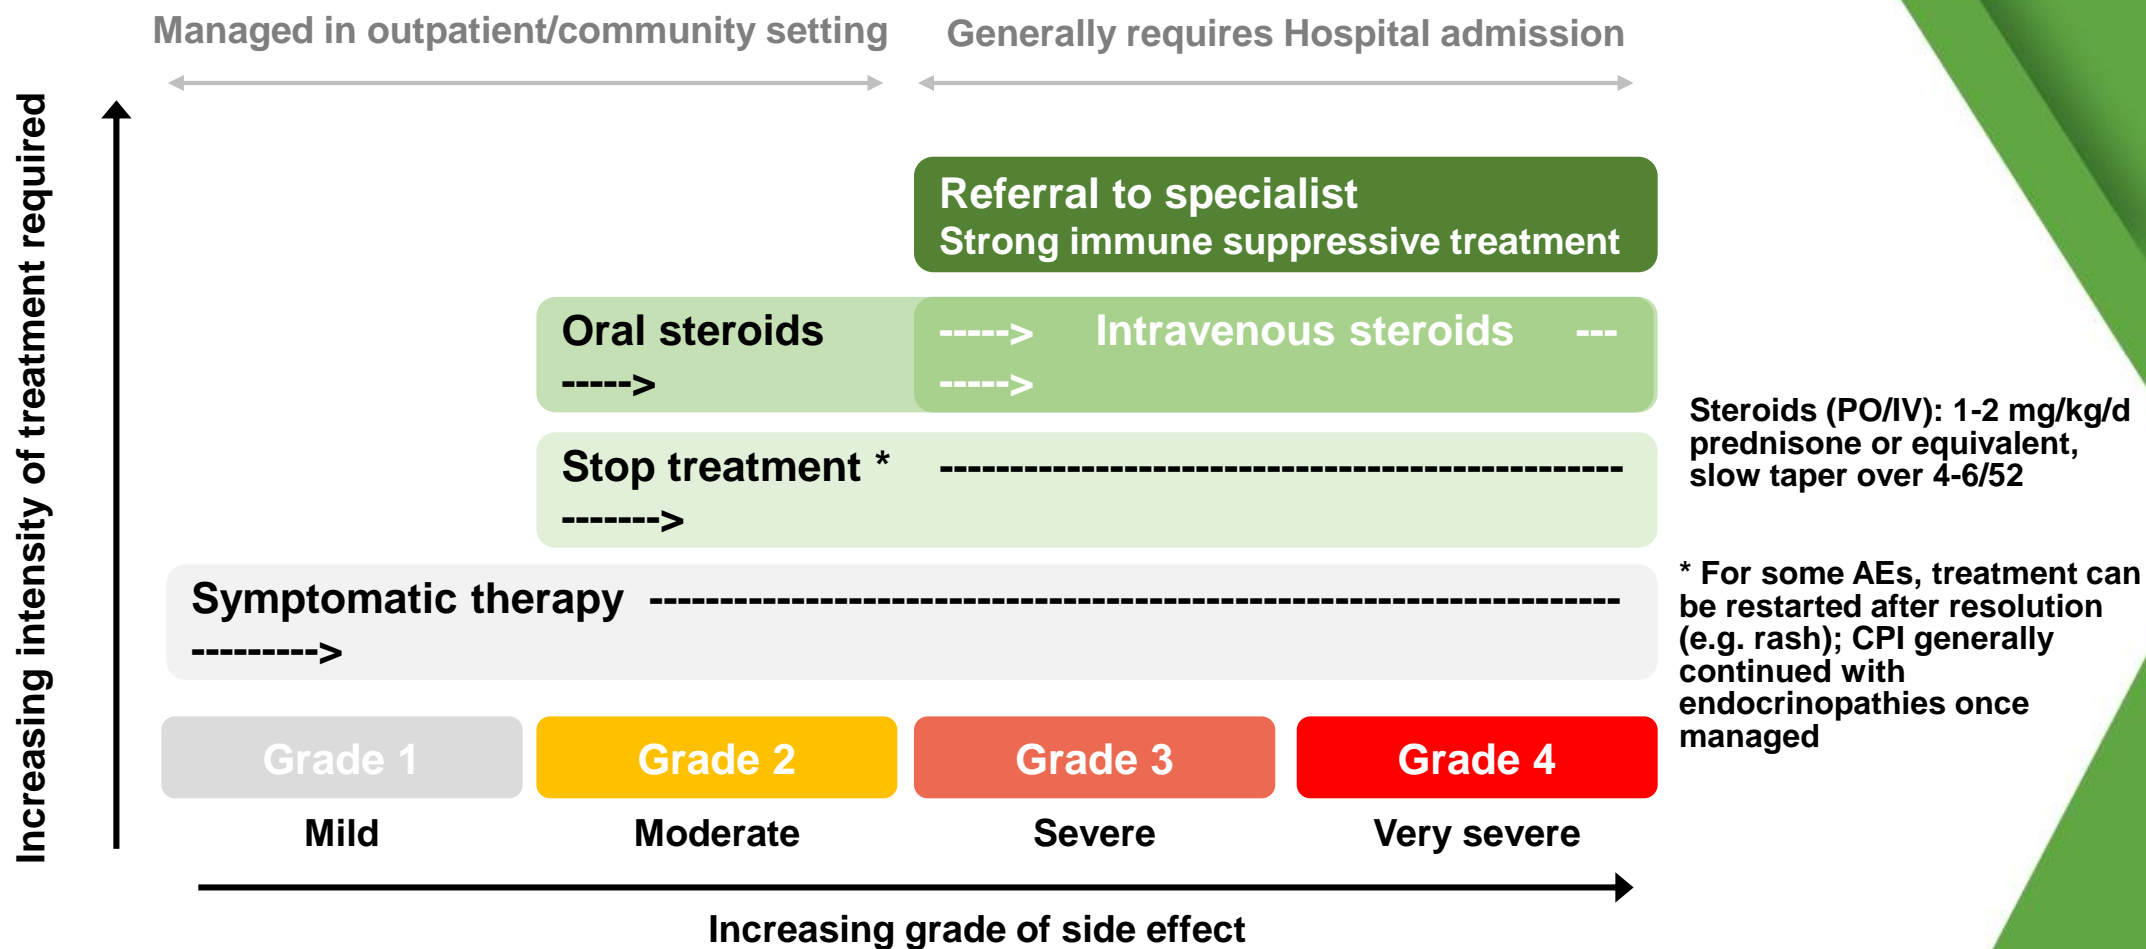 Managed in outpatient/community setting
Generally requires Hospital admission
Increasing intensity of treatment required
Referral to specialist
Strong immune suppressive treatment
Oral steroids
----->
-----> Intravenous steroids ---
----->
Stop treatment * ------------------------------------------------
------->
Symptomatic therapy --------------------------------------------------------------------
--------->
Steroids (PO/IV): 1-2 mg/kg/d
prednisone or equivalent,
slow taper over 4-6/52
* For some AEs, treatment can
be restarted after resolution
(e.g. rash); CPI generally
continued with
endocrinopathies once
managed
Grade 1
Grade 2
Grade 3
Grade 4
Mild
Moderate
Severe
Very severe
Increasing grade of side effect